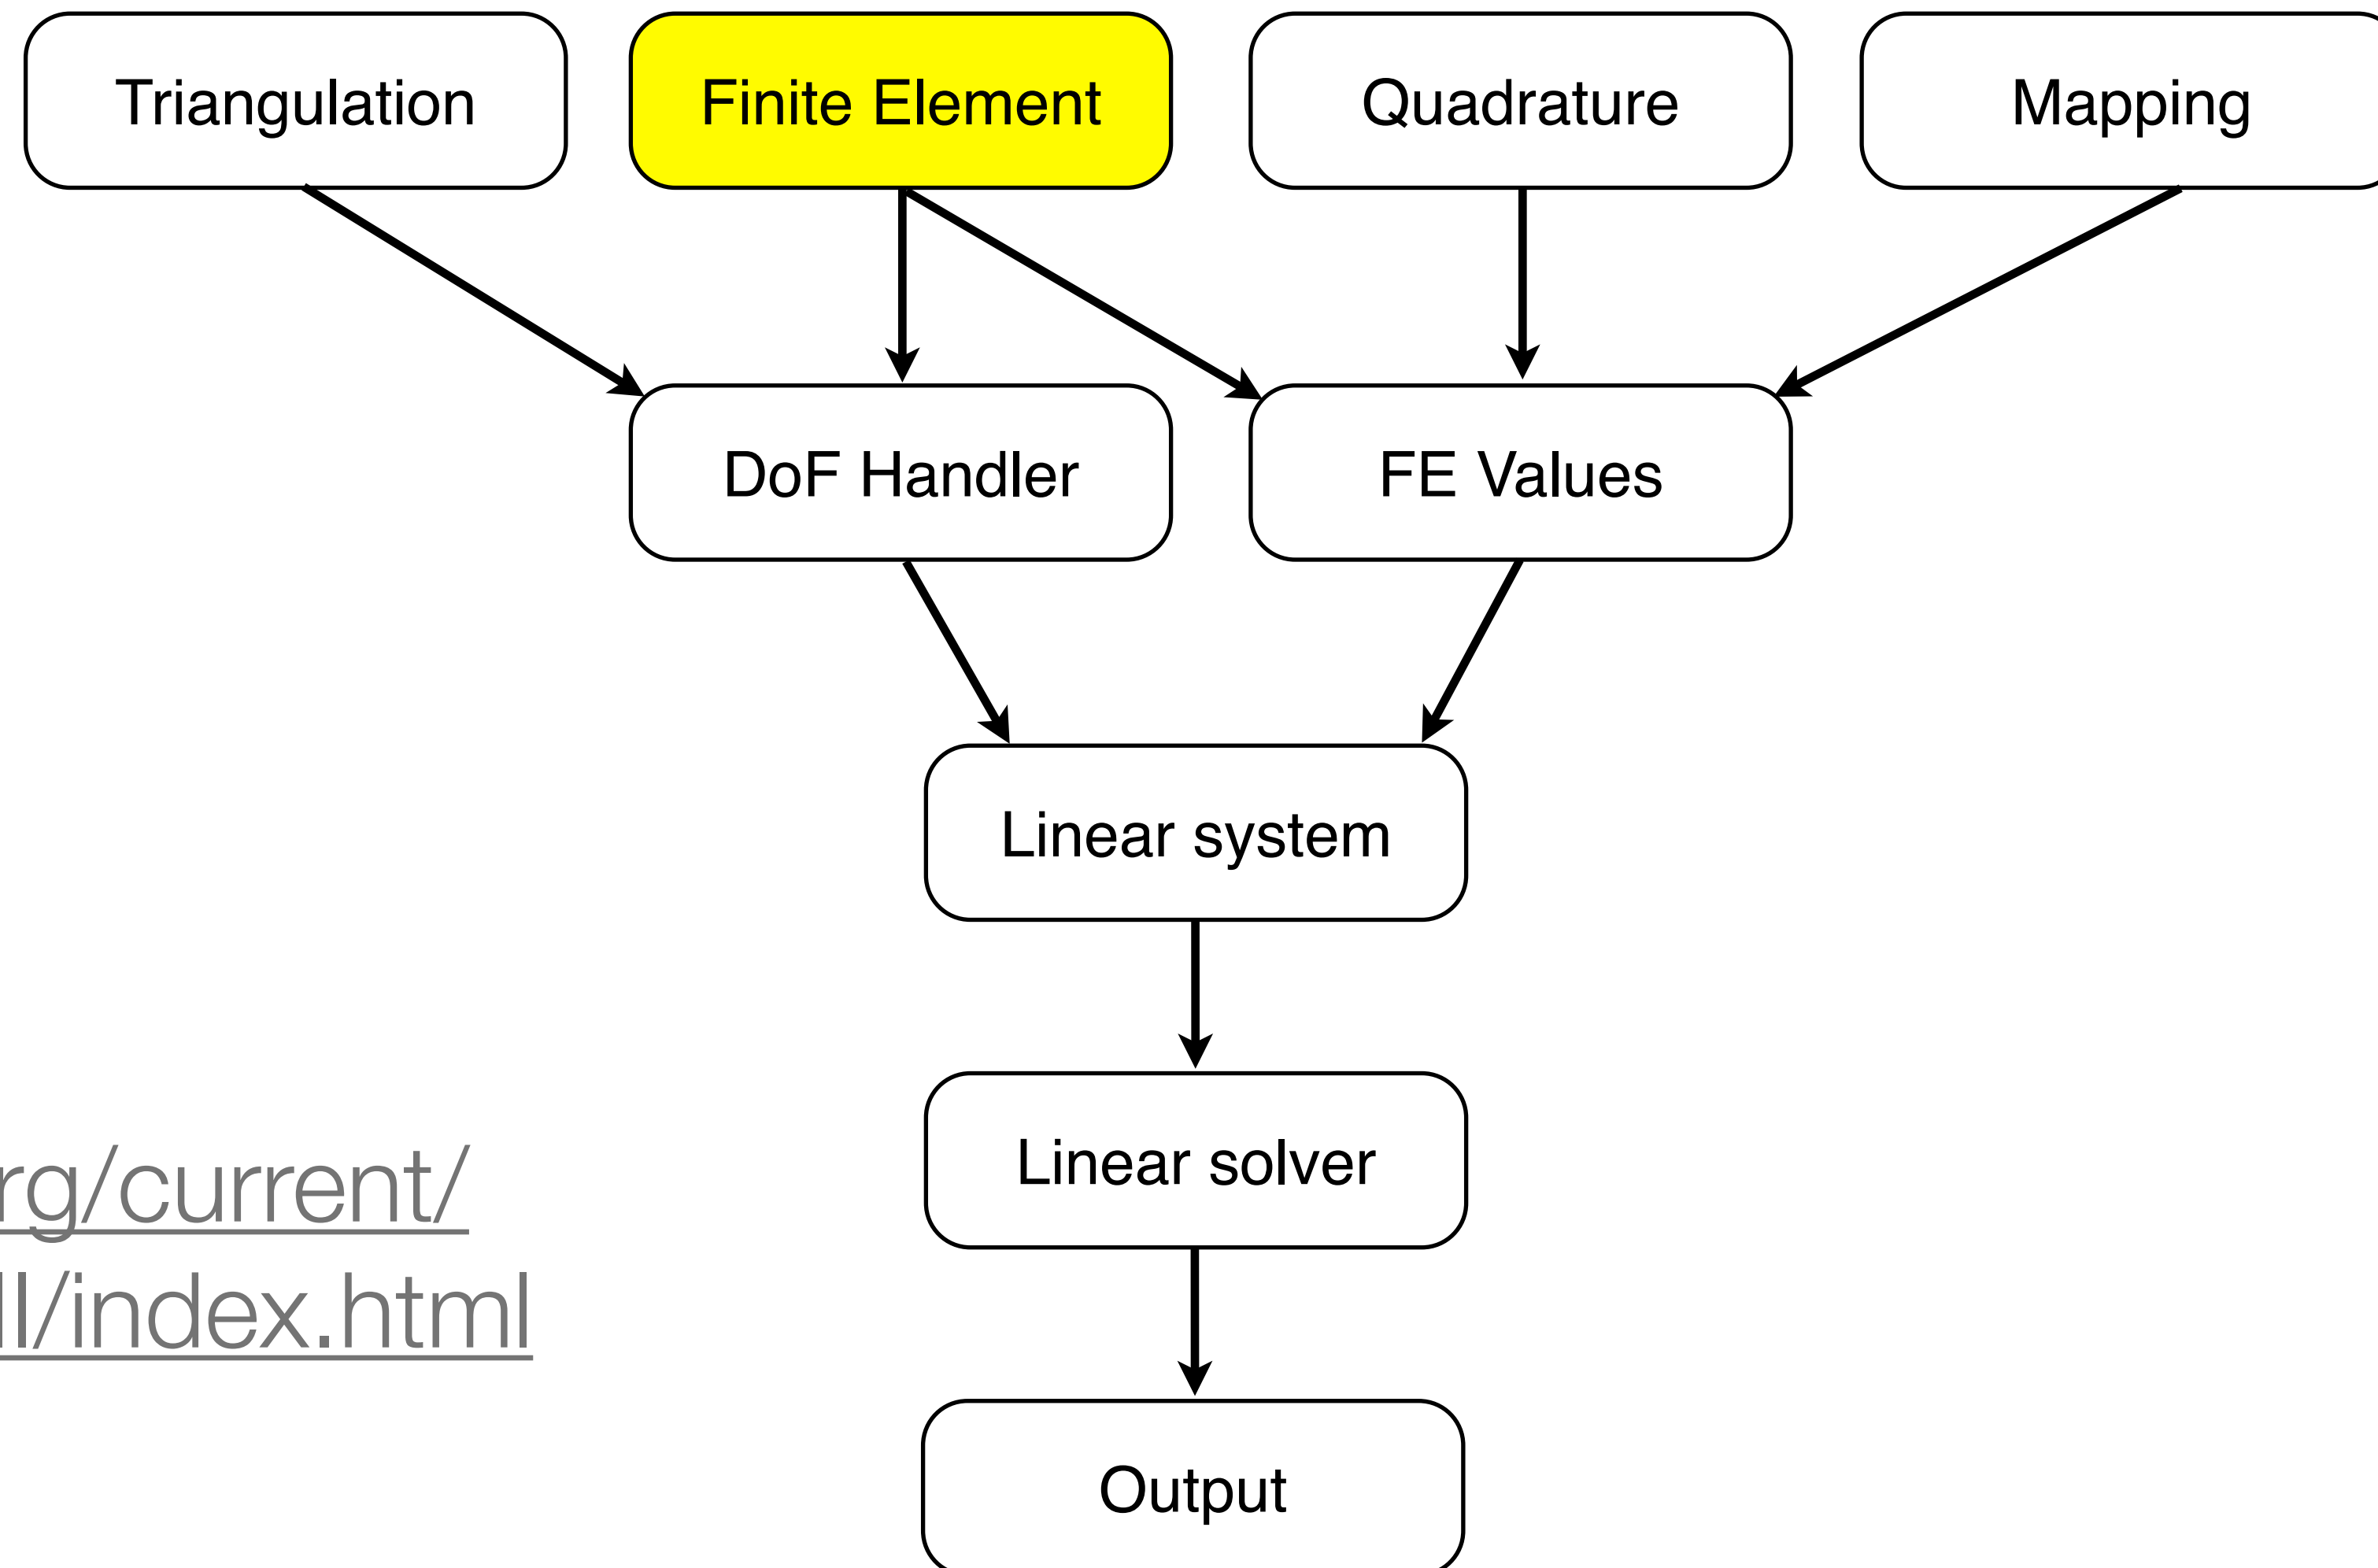 Triangulation
Finite Element
Quadrature
Mapping
DoF Handler
FE Values
Linear system
Linear solver
rg/current/
ll/index.html
Output